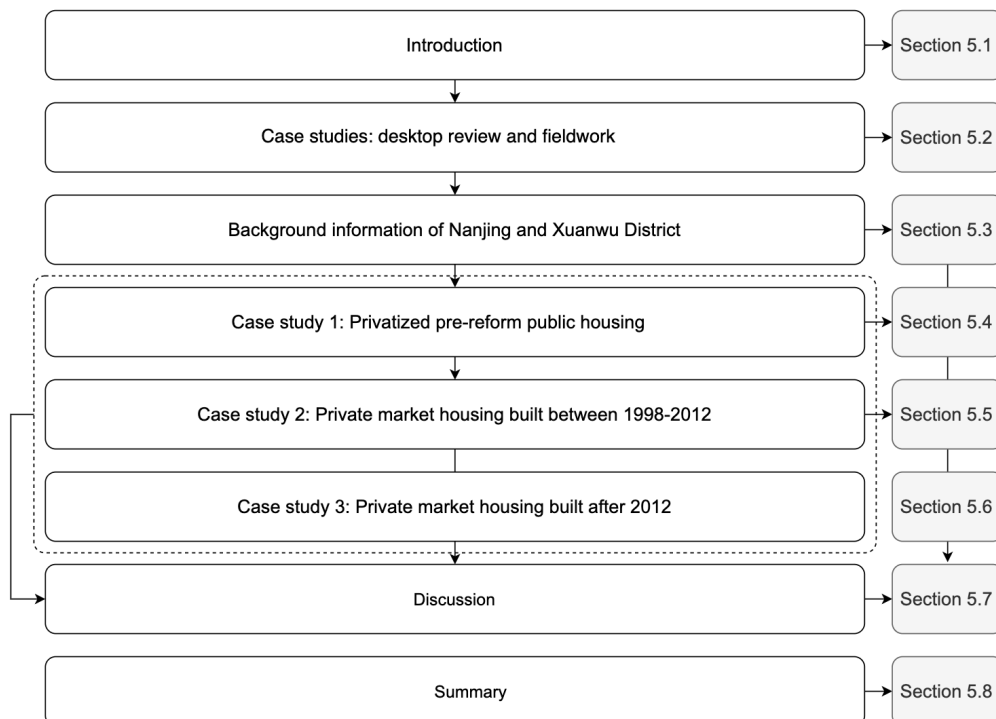 Introduction
Section 5.1
Case studies: desktop review and fieldwork
Section 5.2
Background information of Nanjing and Xuanwu District
Section 5.3
Case study 1: Privatized pre-reform public housing
Section 5.4
Case study 2: Private market housing built between 1998-2012
Section 5.5
Case study 3: Private market housing built after 2012
Section 5.6
Discussion
Section 5.7
Summary
Section 5.8